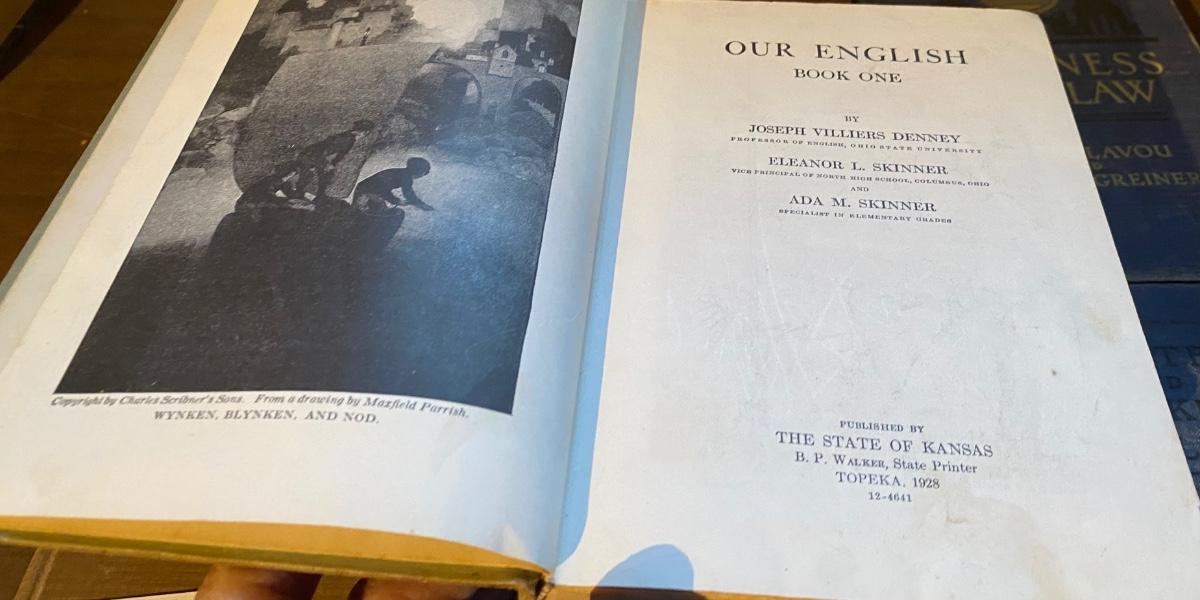 Copyright by Charles Scribner's Sons. From a drawing by Maxfield Parrish.
WYNKEN, BLYNKEN, AND NOD.
OUR ENGLISH
BOOK ONE
BY
JOSEPH VILLIERS DENNEY
PROFESSOR OF ENGLISH, OHIO STATE UNIVERSITY
ELEANOR L. SKINNER
VICE PRINCIPAL OF NORTH HIGH SCHOOL, COLUMBUS, OHIO
AND
ADA M. SKINNER
SPECIALIST IN ELEMENTARY GRADES
PUBLISHED BY
THE STATE OF KANSAS
B. P. WALKER, State Printer
TOPEKA, 1928
12-4641
NESS
LAW
LAVOU
GREINER